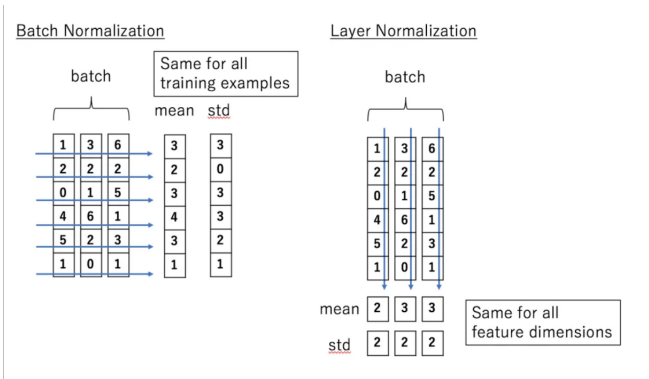 Batch Normalization
Same for all
training examples
batch
mean std
1 3 6 3 3
2 2 2 2 0
0 1 5 3 3
4 6 1 4 3
5 2 3 3 2
1 0 1 1 1
Layer Normalization
batch
1 3 6
2 2 2
0 1 5
4 6 1
5 2 3
1 0 1
mean 2 3 3
std 2 2 2
Same for all
feature dimensions